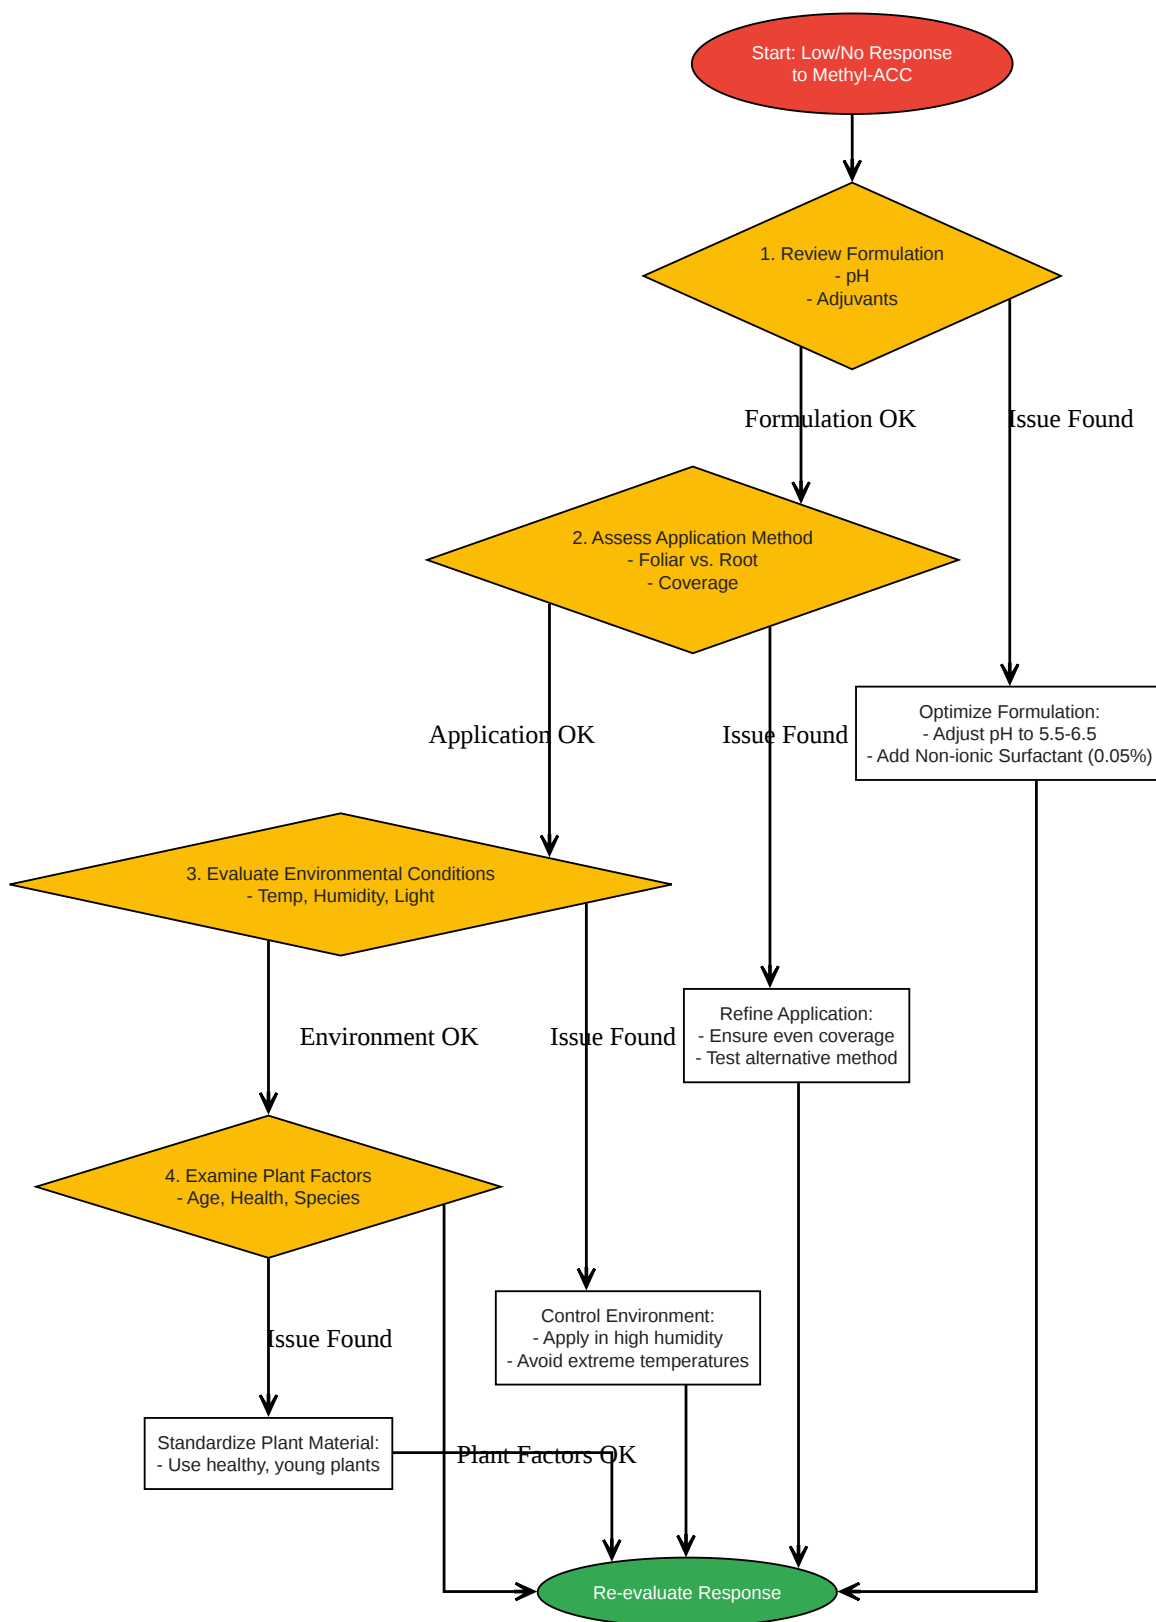 Start: Low/No Response
to Methyl-ACC
1. Review Formulation
- pH
- Adjuvants
Formulation OK
Issue Found
2. Assess Application Method
- Foliar vs. Root
- Coverage
Application OK
Issue Found
Optimize Formulation:
- Adjust pH to 5.5-6.5
- Add Non-ionic Surfactant (0.05%)
3. Evaluate Environmental Conditions
- Temp, Humidity, Light
Environment OK
Issue Found
Refine Application:
- Ensure even coverage
- Test alternative method
4. Examine Plant Factors
- Age, Health, Species
Issue Found
Control Environment:
- Apply in high humidity
- Avoid extreme temperatures
Standardize Plant Material:
- Use healthy, young plants
Plant Factors OK
Re-evaluate Response